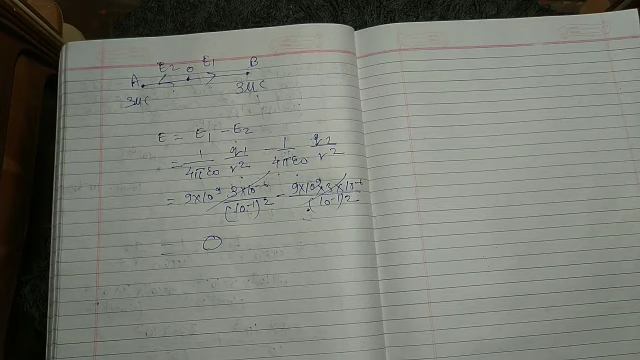 E2 O E1
A B
3μC 3μC
E = E1 - E2
= 1/4πε0 q1/r² - 1/4πε0 q2/r²
= 9×10⁹ 3×10⁻⁶/(10⁻¹)² - 9×10⁹×3×10⁻⁶/(10⁻¹)²
= 0